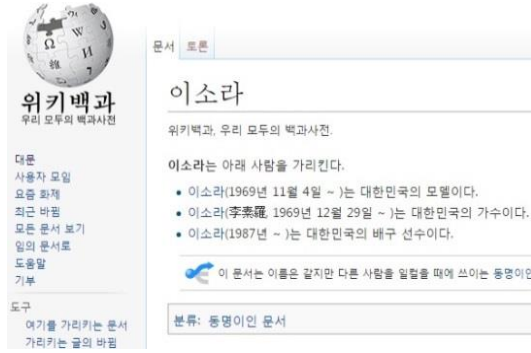 위키백과
우리 모두의 백과사전
대문
사용자 모임
요즘 화제
최근 바뀜
모든 문서 보기
임의 문서로
도움말
기부
도구
여기를 가리키는 문서
가리키는 글의 바뀜
문서 토론
이소라
위키백과, 우리 모두의 백과사전.
이소라는 아래 사람을 가리킨다.
이소라(1969년 11월 4일 ~ )는 대한민국의 모델이다.
이소라(李素羅, 1969년 12월 29일 ~ )는 대한민국의 가수이다.
이소라(1987년 ~ )는 대한민국의 배구 선수이다.
이 문서는 이름은 같지만 다른 사람을 일컬을 때에 쓰이는 동명이인
분류: 동명이인 문서